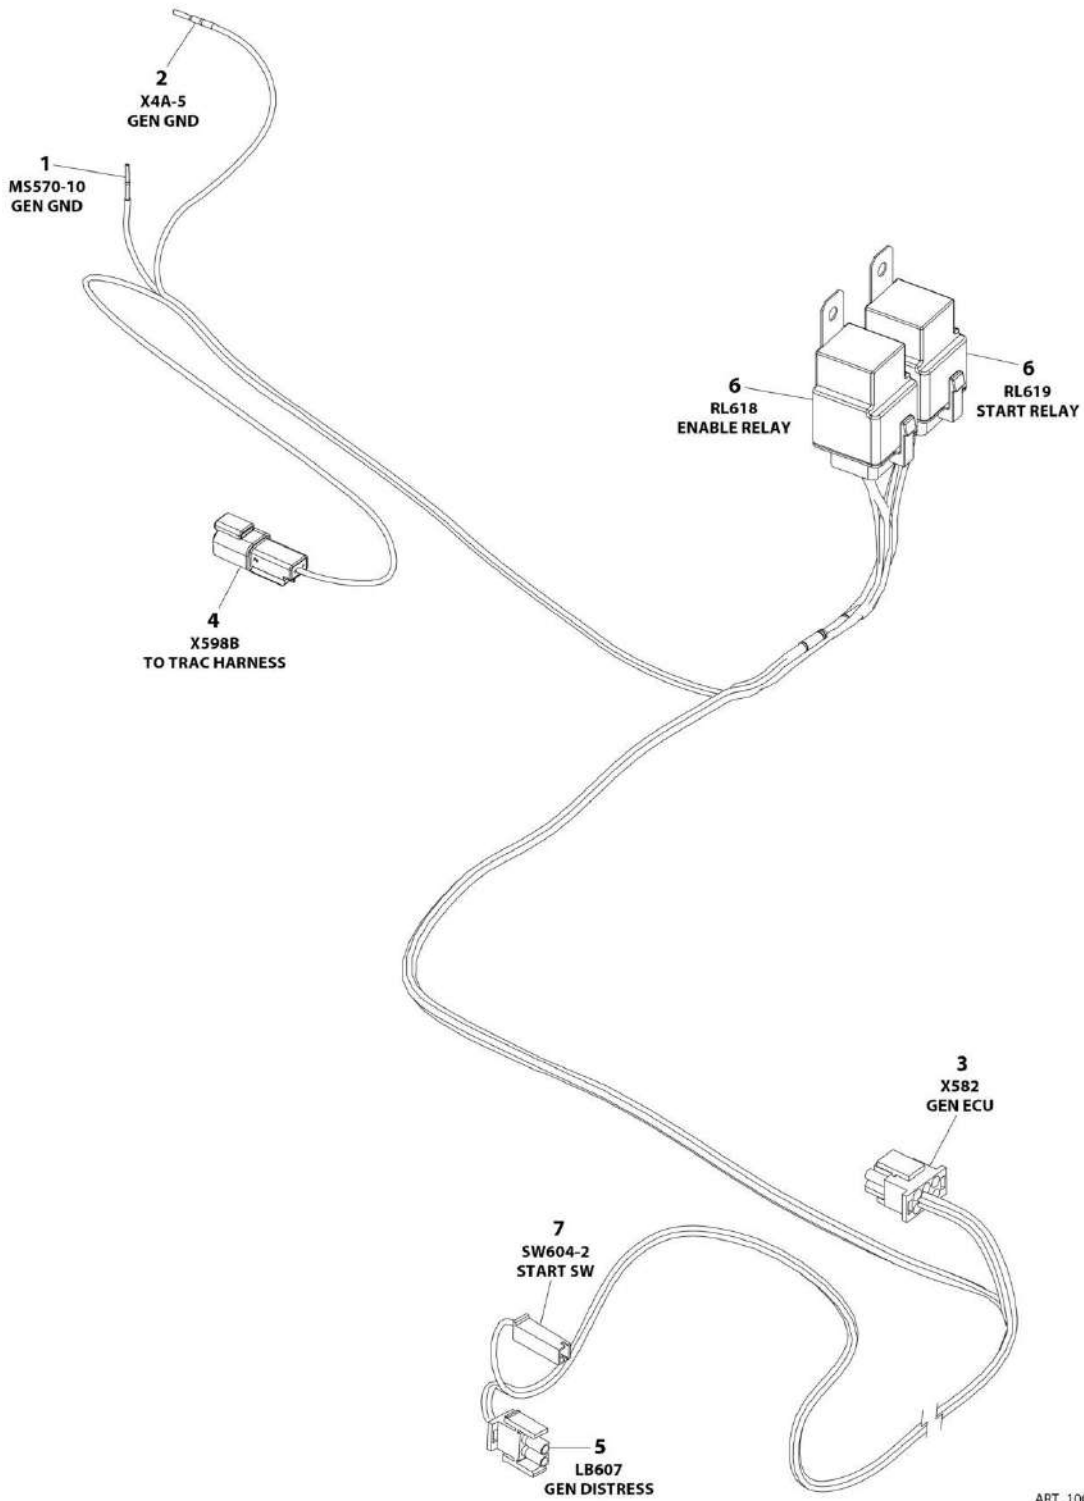 2
X4A-5
GEN GND
1
MS570-10
GEN GND
6
RL618
ENABLE RELAY
6
RL619
START RELAY
4
X598B
TO TRAC HARNESS
3
X582
GEN ECU
7
SW604-2
START SW
5
LB607
GEN DISTRESS